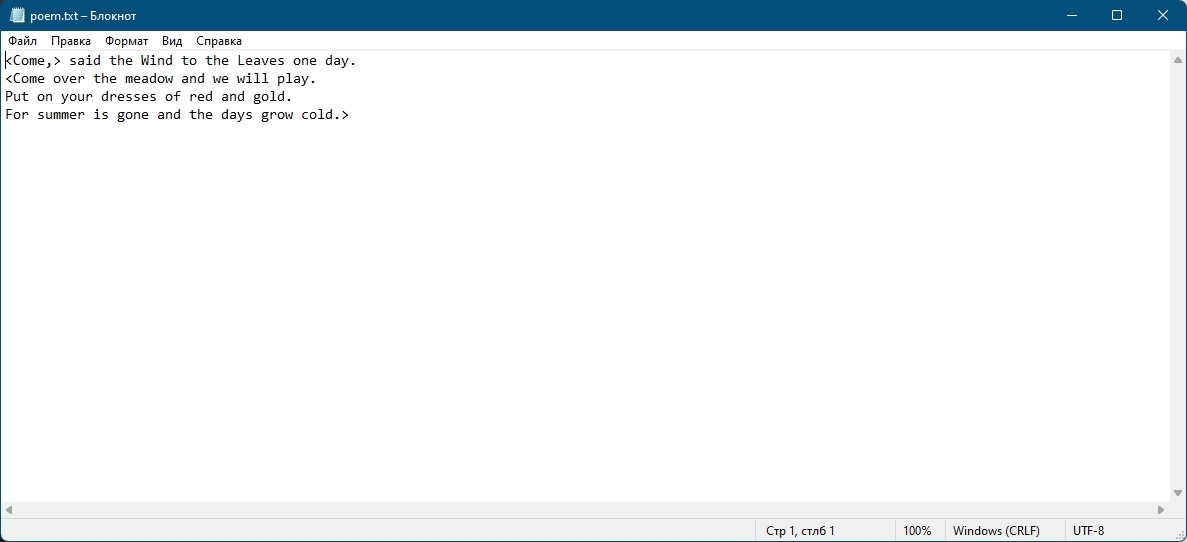 poem.txt – Блокнот
Файл Правка Формат Вид Справка
<Come,> said the Wind to the Leaves one day.
<Come over the meadow and we will play.
Put on your dresses of red and gold.
For summer is gone and the days grow cold.>
Стр 1, стлб 1 100% Windows (CRLF) UTF-8